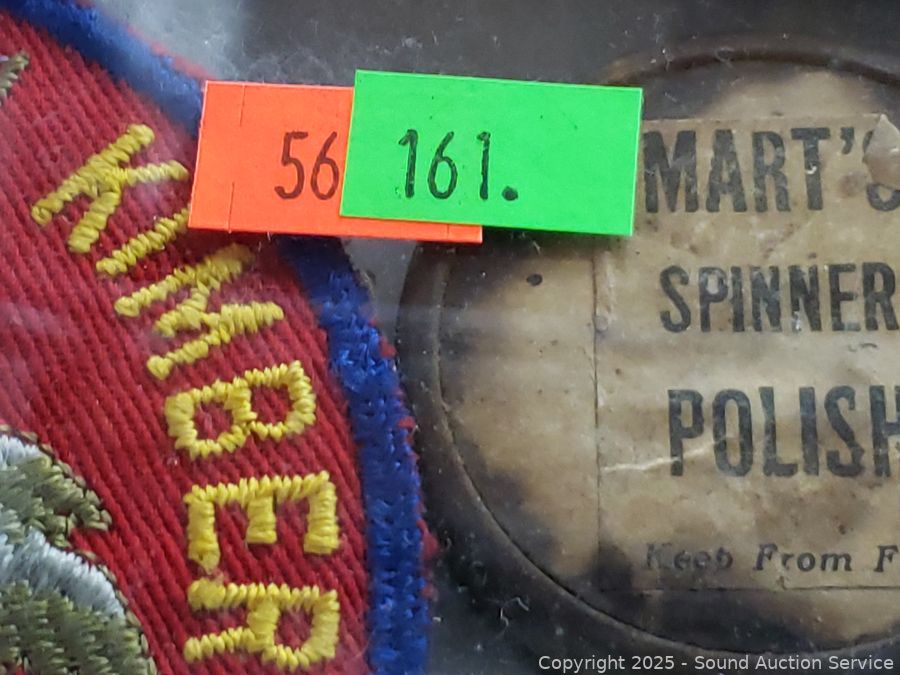 KIMBER
56
161.
MART'S
SPINNER
POLISH
Keep From F
Copyright 2025 - Sound Auction Service